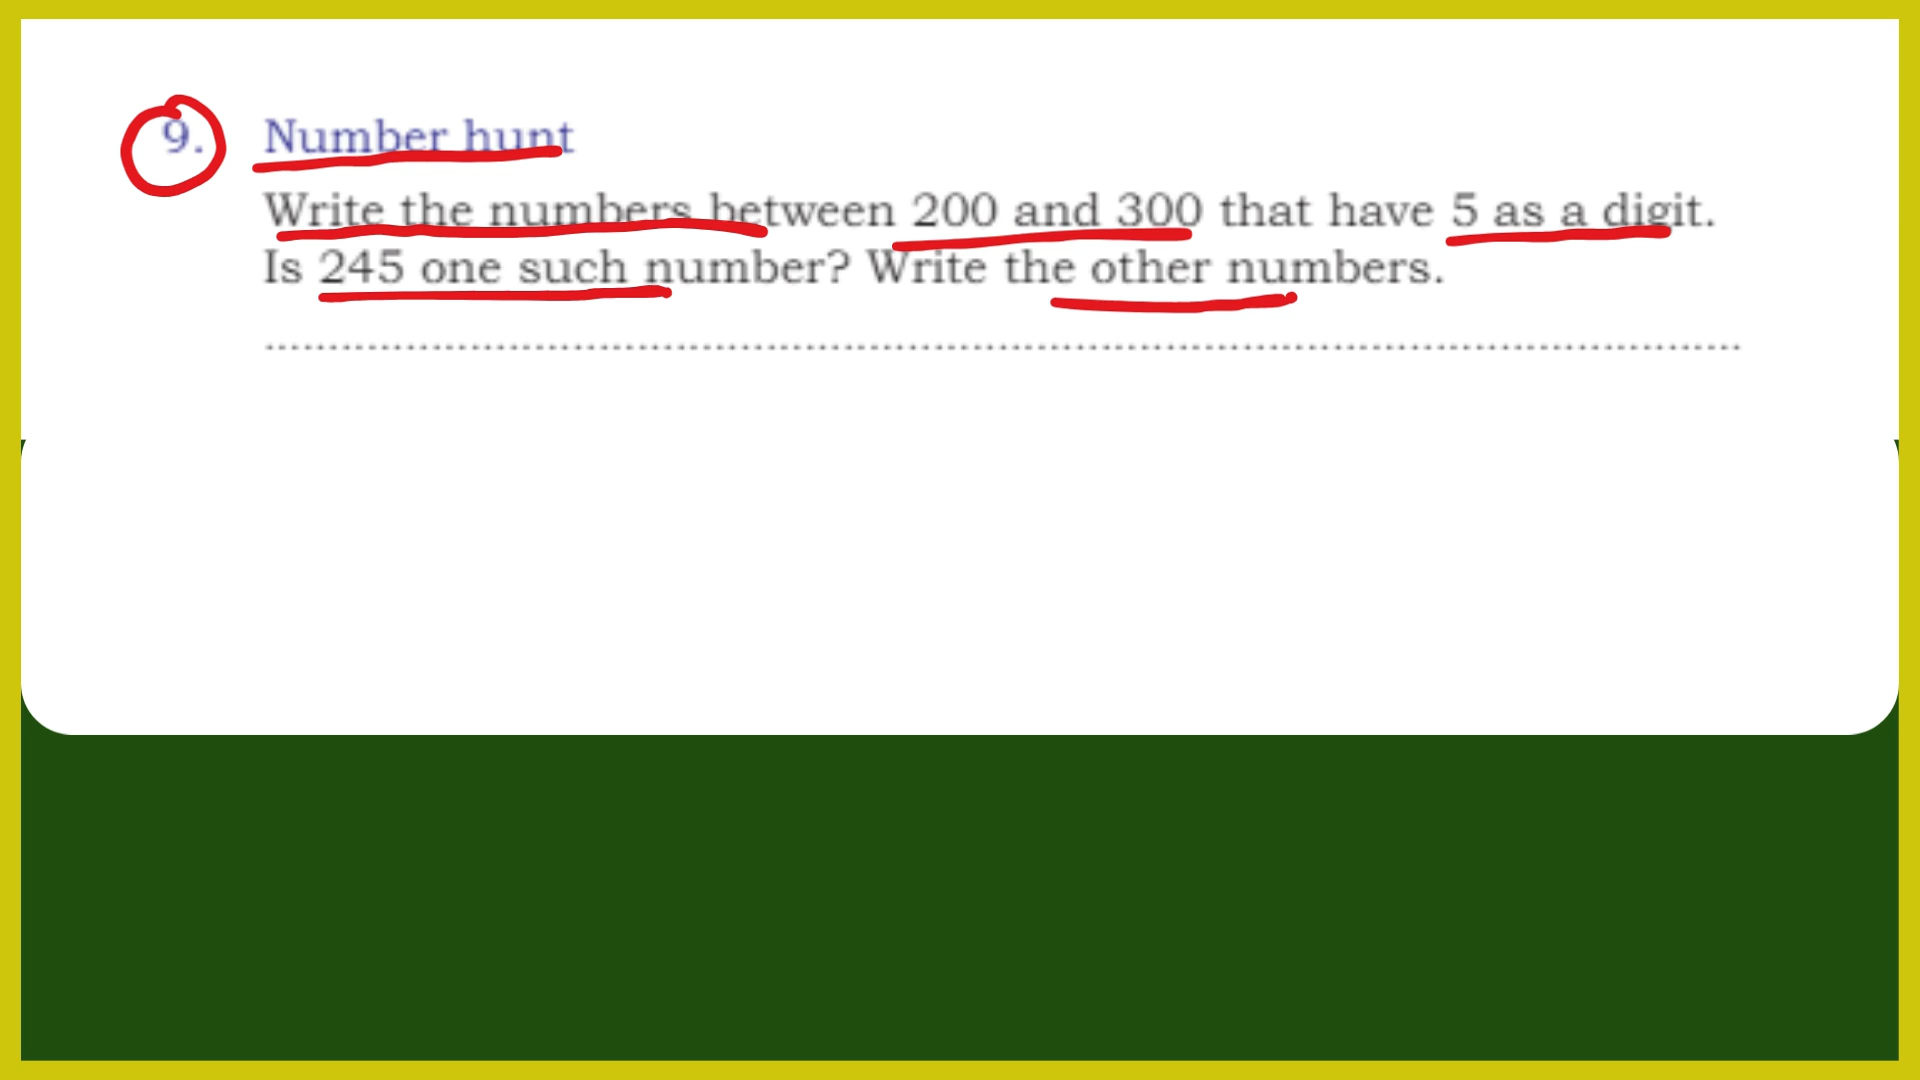 9. Number hunt
Write the numbers between 200 and 300 that have 5 as a digit.
Is 245 one such number? Write the other numbers.